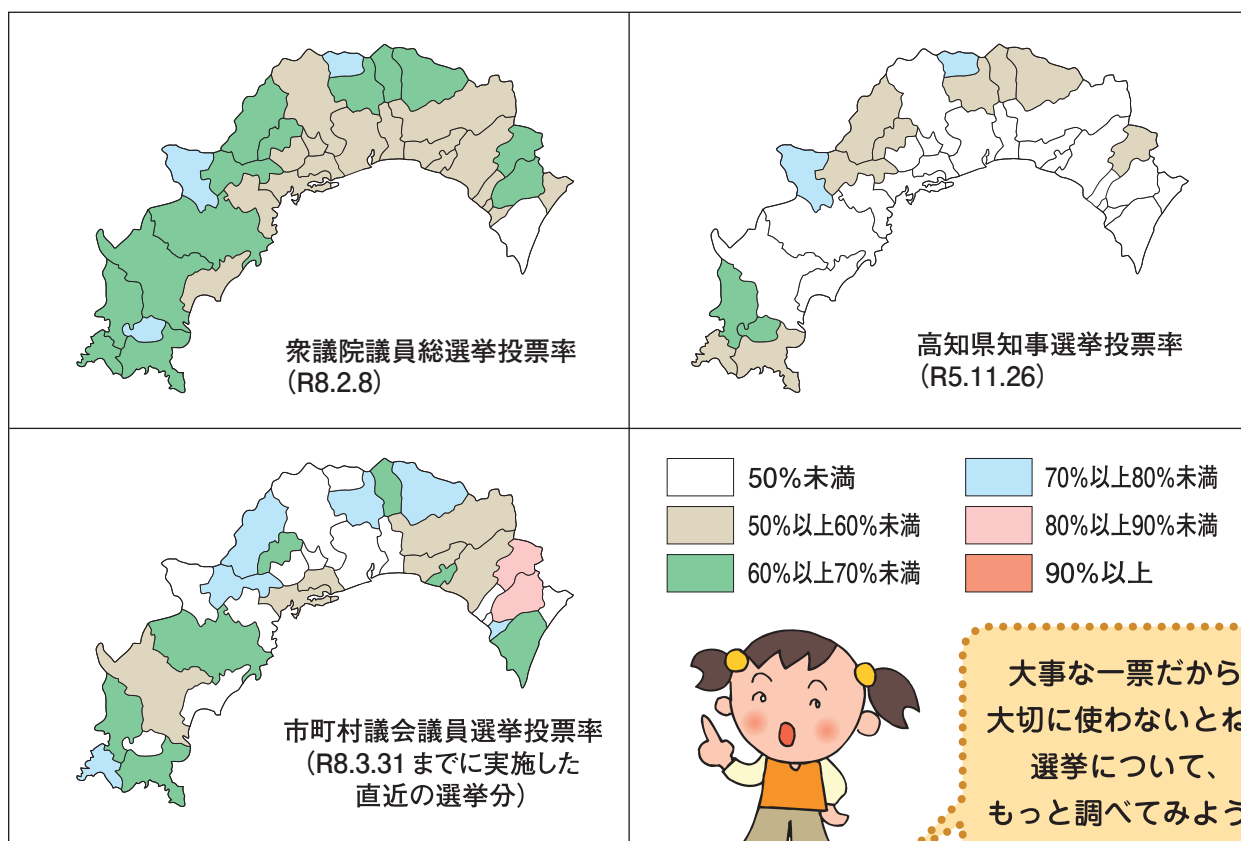 衆議院議員総選挙投票率
(R8.2.8)
高知県知事選挙投票率
(R5.11.26)
市町村議会議員選挙投票率
(R8.3.31 までに実施した
直近の選挙分)
50%未満
50%以上60%未満
60%以上70%未満
70%以上80%未満
80%以上90%未満
90%以上
大事な一票だから
大切に使わないとね
選挙について、
もっと調べてみよう